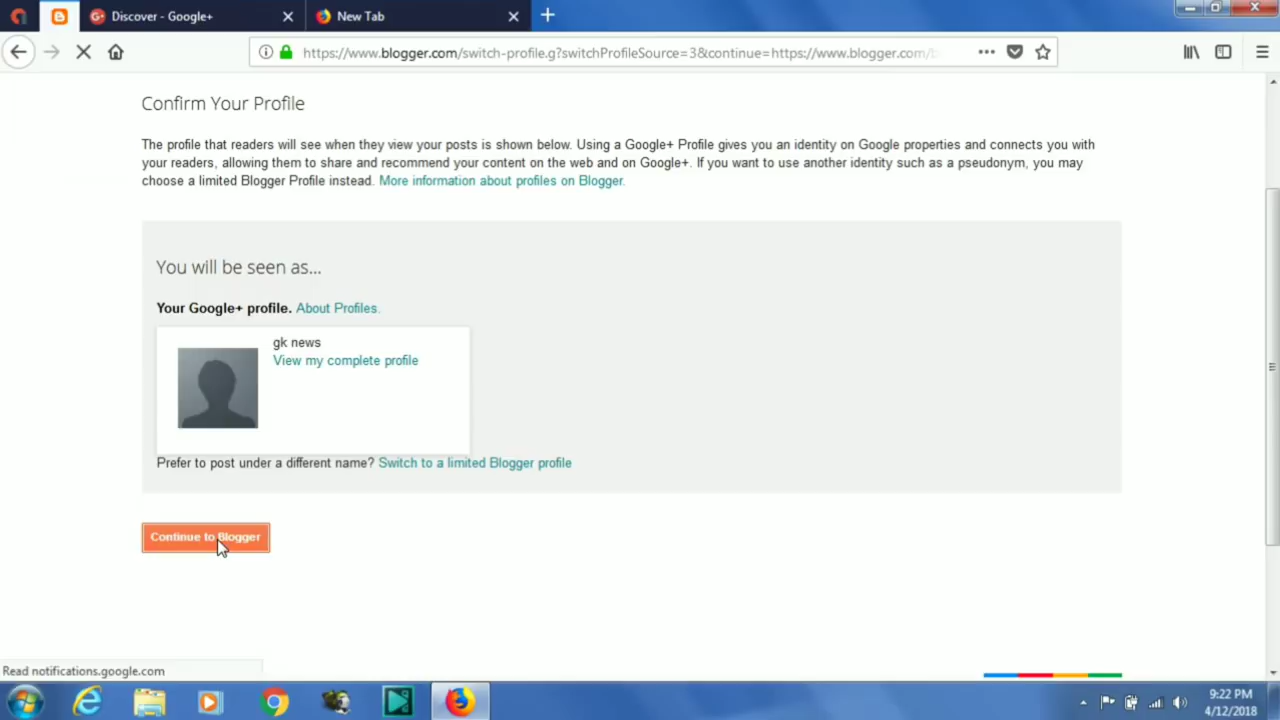 Discover - Google+
New Tab
https://www.blogger.com/switch-profile.g?switchProfileSource=3&continue=https://www.blogger.com/b
Confirm Your Profile
The profile that readers will see when they view your posts is shown below. Using a Google+ Profile gives you an identity on Google properties and connects you with
your readers, allowing them to share and recommend your content on the web and on Google+. If you want to use another identity such as a pseudonym, you may
choose a limited Blogger Profile instead. More information about profiles on Blogger.
You will be seen as...
Your Google+ profile. About Profiles.
gk news
View my complete profile
Prefer to post under a different name? Switch to a limited Blogger profile
Continue to Blogger
Read notifications.google.com
9:22 PM
4/12/2018